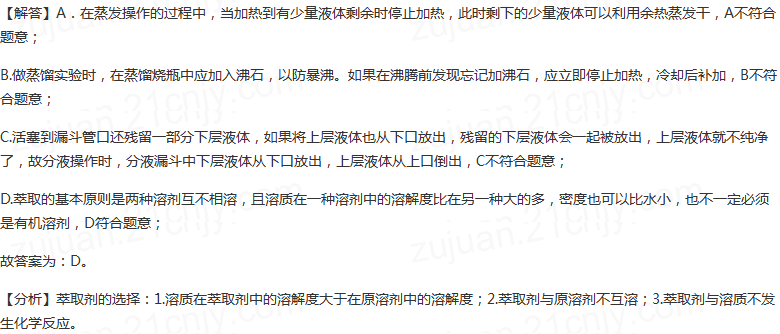 【解答】A．在蒸发操作的过程中，当加热到有少量液体剩余时停止加热，此时剩下的少量液体可以利用余热蒸发干，A不符合
题意；
B.做蒸馏实验时，在蒸馏烧瓶中应加入沸石，以防暴沸。如果在沸腾前发现忘记加沸石，应立即停止加热，冷却后补加，B不符
合题意；
C.活塞到漏斗管口还残留一部分下层液体，如果将上层液体也从下口放出，残留的下层液体会一起被放出，上层液体就不纯净
了，故分液操作时，分液漏斗中下层液体从下口放出，上层液体从上口倒出，C不符合题意；
D.萃取的基本原则是两种溶剂互不相溶，且溶质在一种溶剂中的溶解度比在另一种大的多，密度也可以比水小，也不一定必须
是有机溶剂，D符合题意；
故答案为：D。
【分析】萃取剂的选择：1.溶质在萃取剂中的溶解度大于在原溶剂中的溶解度；2.萃取剂与原溶剂不互溶；3.萃取剂与溶质不发
生化学反应。
zujuan.21cnjy.com
zujuan.21cnjy.com